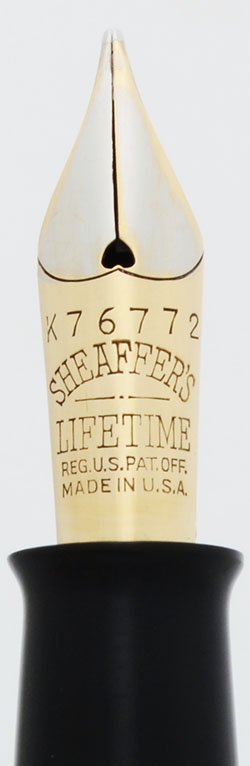 K76772
SHEAFFER'S
LIFETIME
REG.U.S.PAT.OFF.
MADE IN U.S.A.